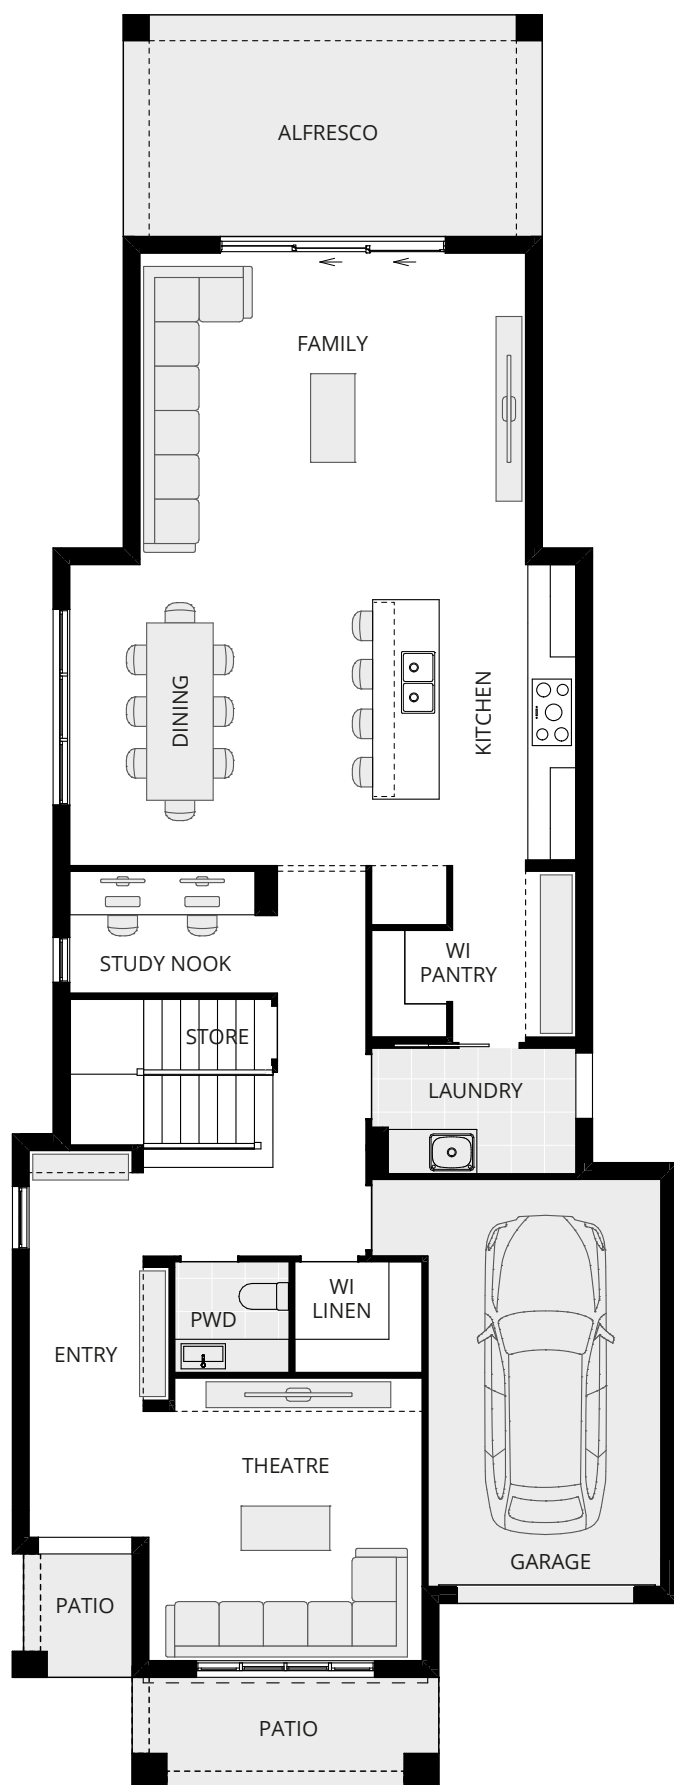 ALFRESCO
FAMILY
DINING
KITCHEN
STUDY NOOK
WI
PANTRY
STORE
LAUNDRY
WI
LINEN
PWD
ENTRY
THEATRE
GARAGE
PATIO
PATIO